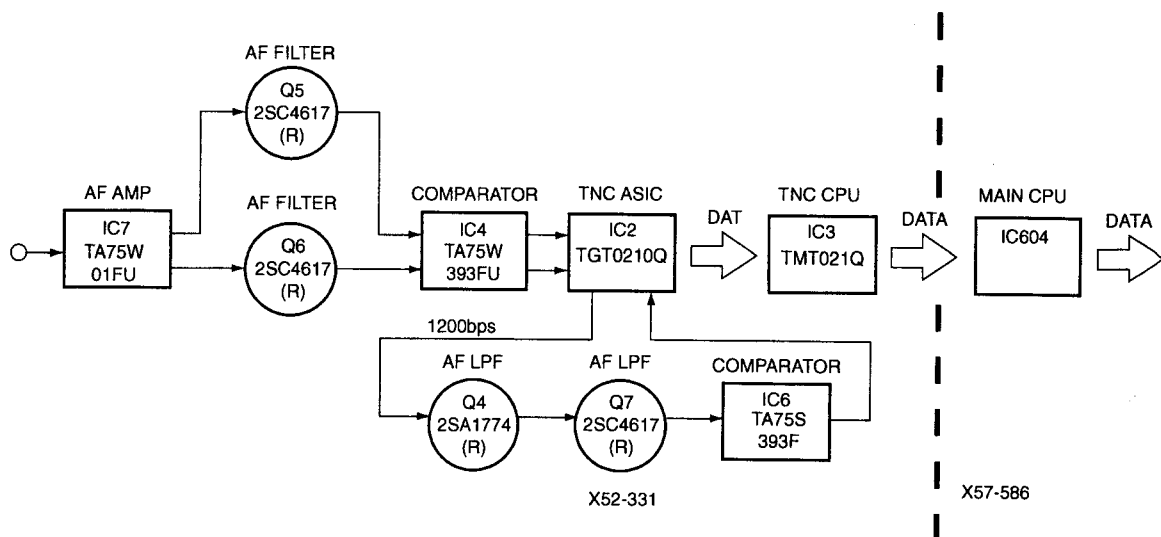 AF FILTER
Q5
2SC4617
(R)
AF AMP
IC7
TA75W
01FU
AF FILTER
Q6
2SC4617
(R)
COMPARATOR
IC4
TA75W
393FU
TNC ASIC
IC2
TGT0210Q
DAT
TNC CPU
IC3
TMT021Q
DATA
MAIN CPU
IC604
DATA
1200bps
AF LPF
Q4
2SA1774
(R)
AF LPF
Q7
2SC4617
(R)
COMPARATOR
IC6
TA75S
393F
X52-331
X57-586